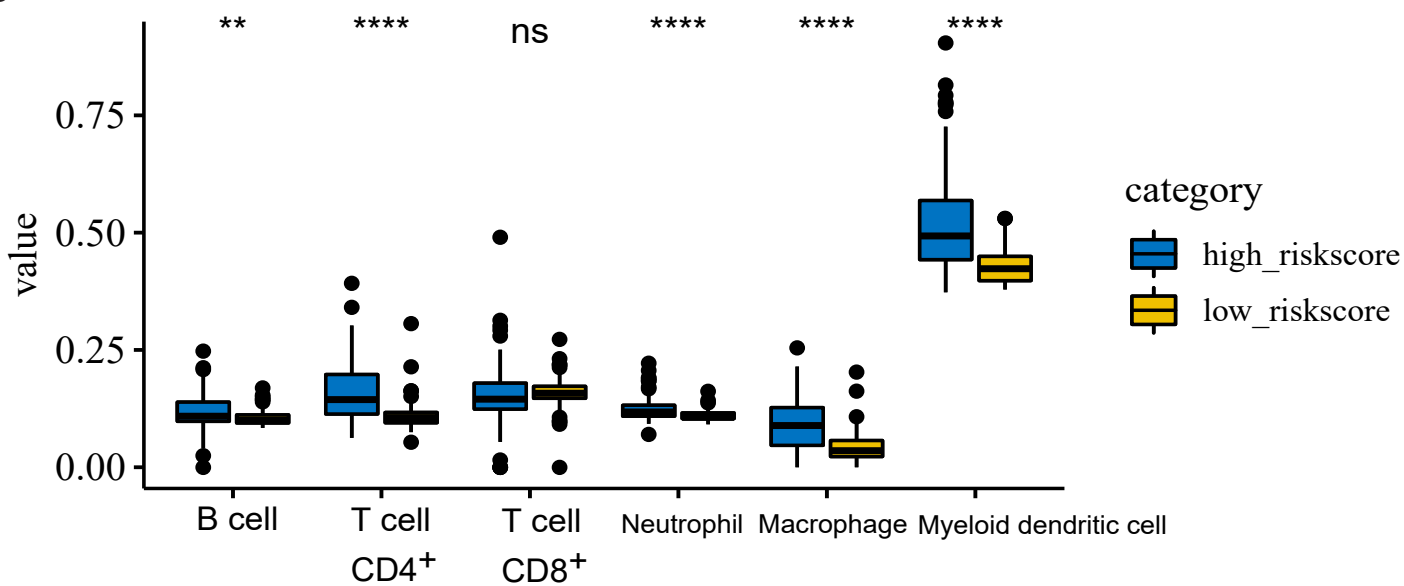 ** **** ns **** **** ****
value
0.75
0.50
0.25
0.00
B cell T cell T cell Neutrophil Macrophage Myeloid dendritic cell
CD4+ CD8+
category
high_riskscore
low_riskscore